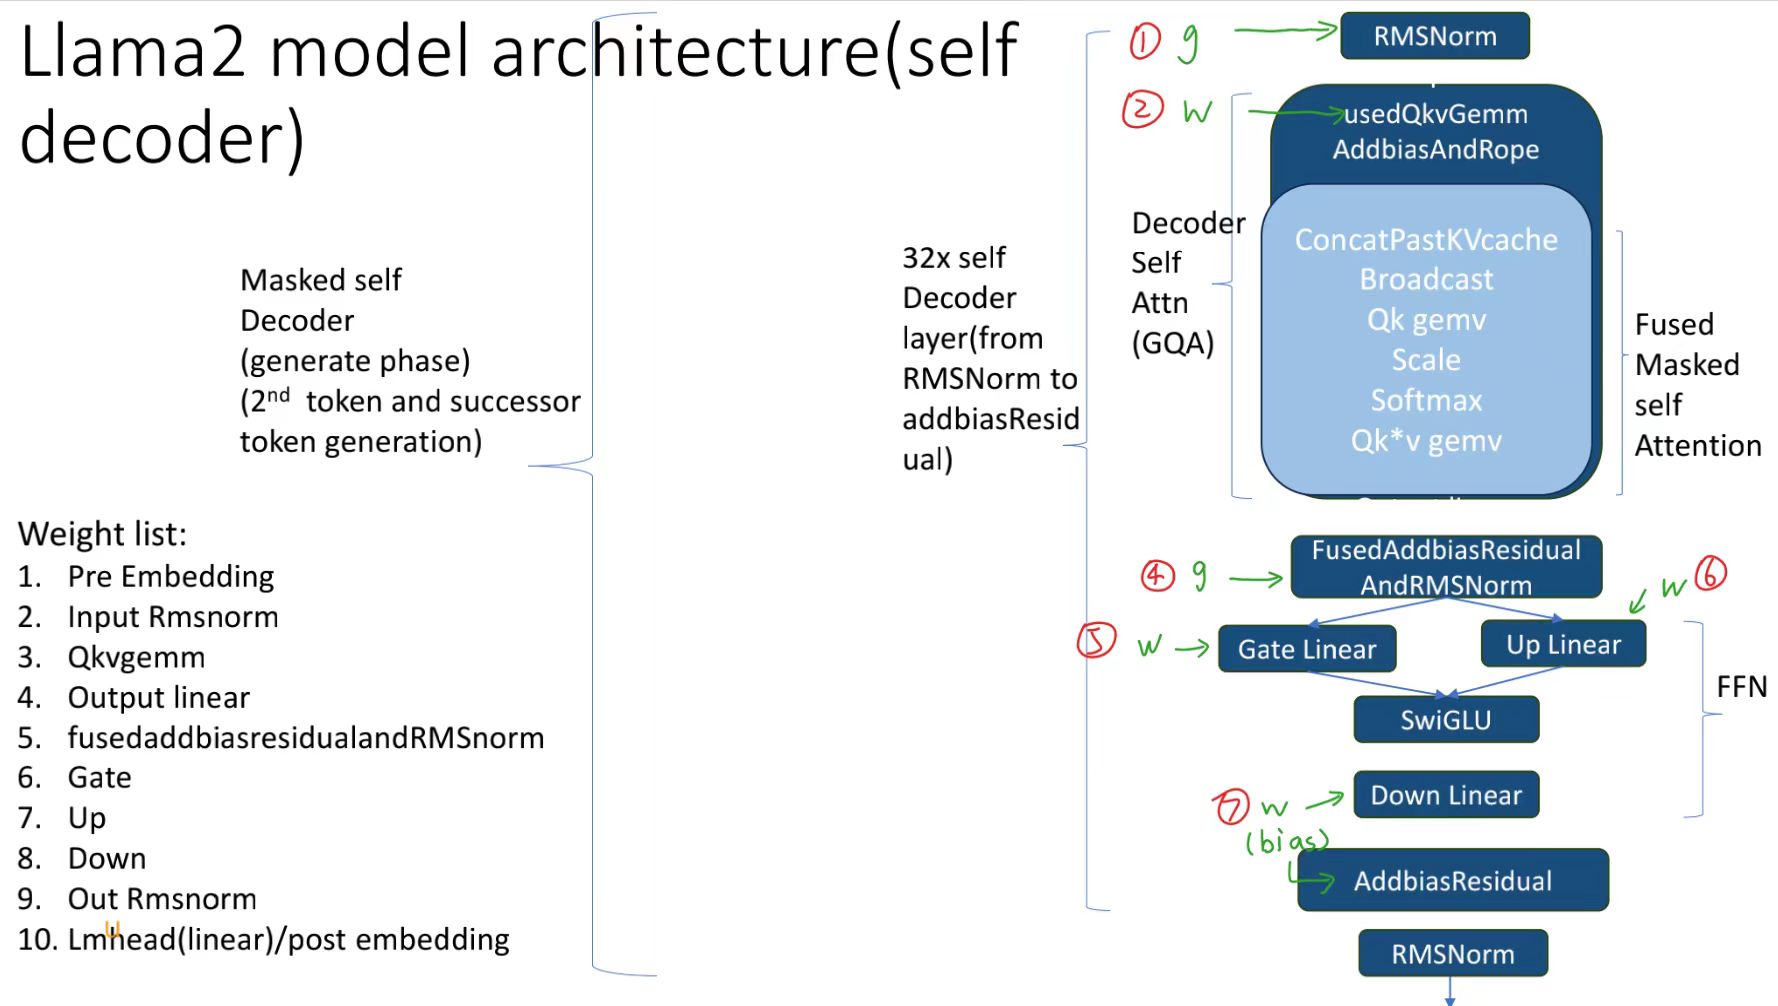 Llama2 model architecture(self
decoder)
Masked self
Decoder
(generate phase)
(2nd token and successor
token generation)
Weight list:
1. Pre Embedding
2. Input Rmsnorm
3. Qkvgemm
4. Output linear
5. fusedaddbiasresidualandRMSnorm
6. Gate
7. Up
8. Down
9. Out Rmsnorm
10. Lmhead(linear)/post embedding
32x self
Decoder
layer(from
RMSNorm to
addbiasResid
ual)
① g
RMSNorm
② w
usedQkvGemm
AddbiasAndRope
Decoder
Self
Attn
(GQA)
ConcatPastKVcache
Broadcast
Qk gemv
Scale
Softmax
Qk*v gemv
Fused
Masked
self
Attention
④ g
FusedAddbiasResidual
AndRMSNorm
w ⑥
⑤ w
Gate Linear
Up Linear
FFN
SwiGLU
⑦ w
(bias)
Down Linear
AddbiasResidual
RMSNorm